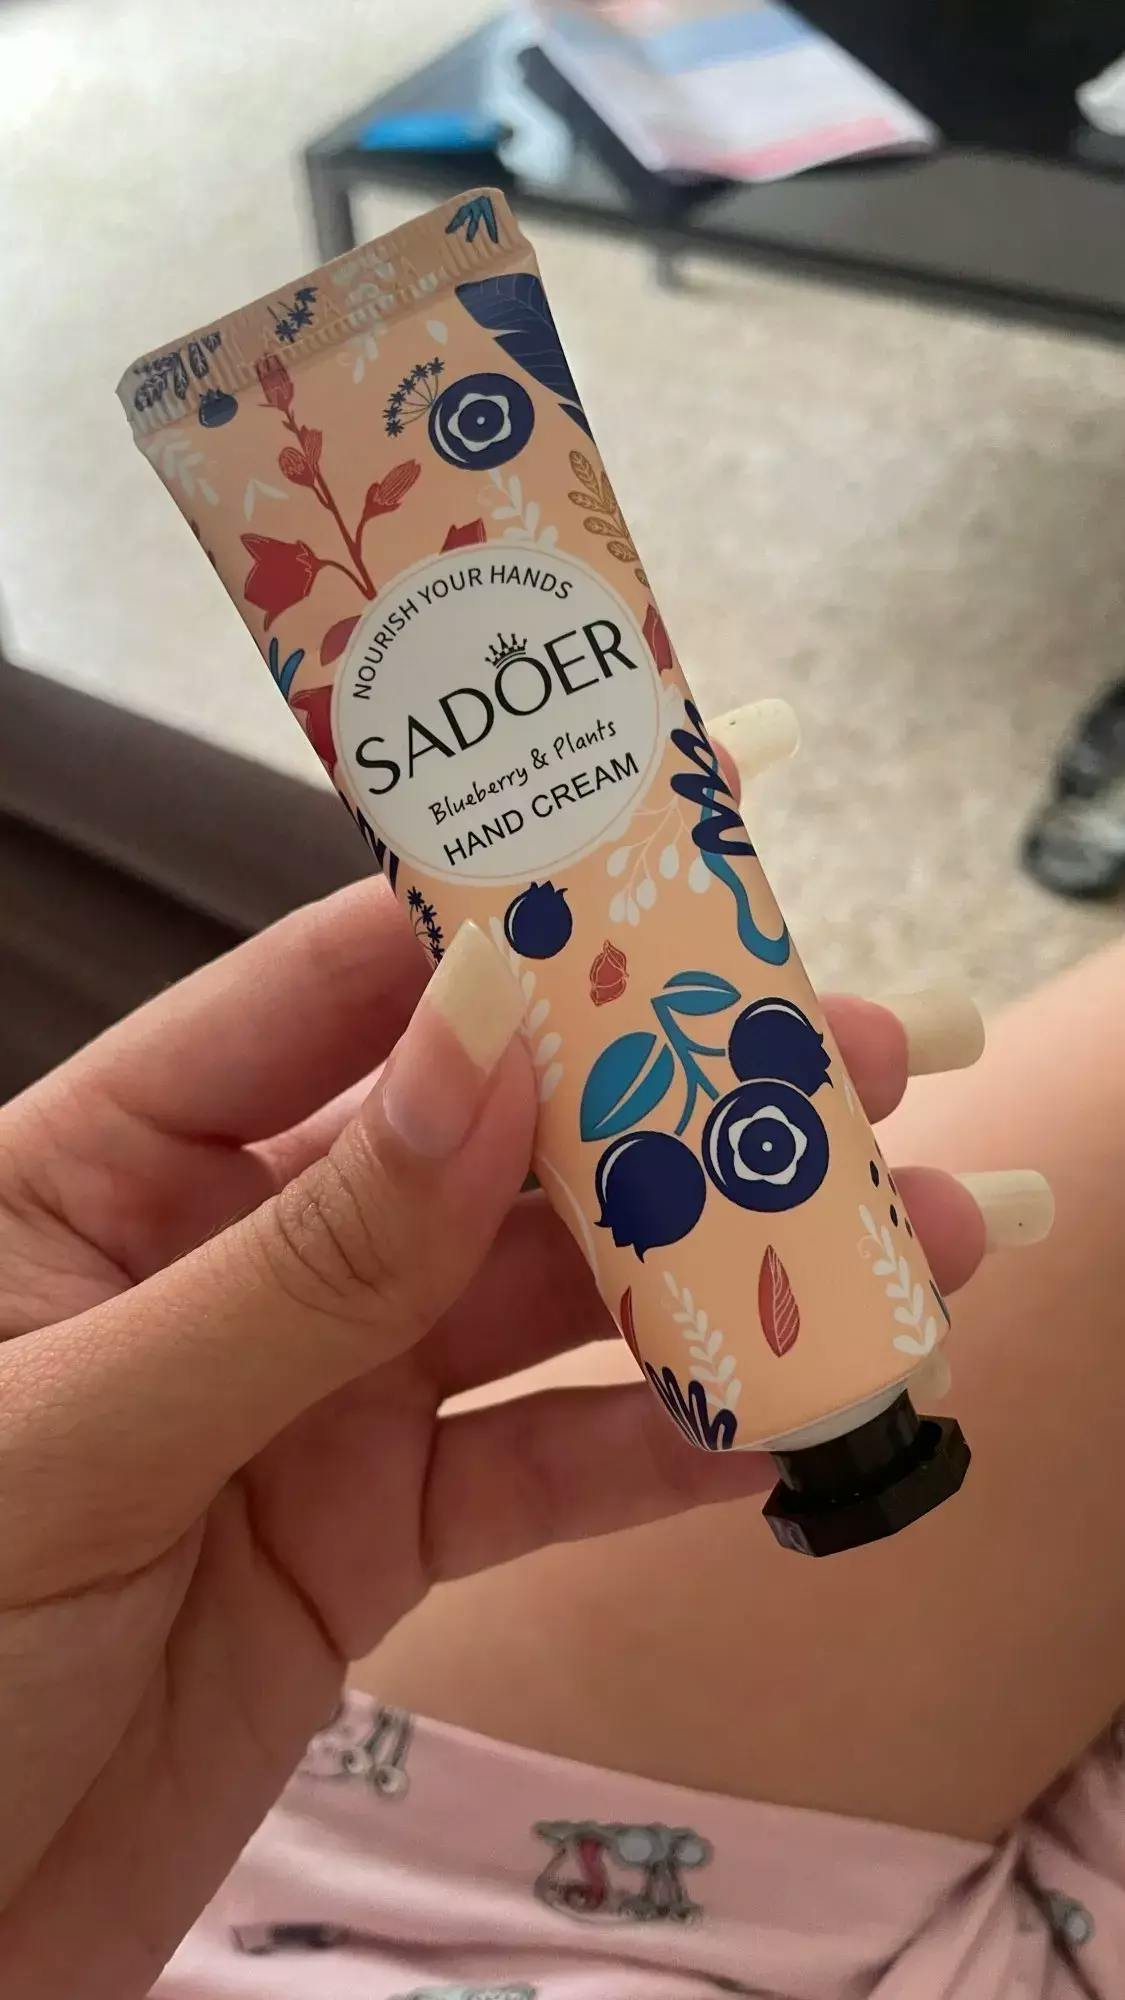 NOURISH YOUR HANDS
SADOER
Blueberry & Plants
HAND CREAM